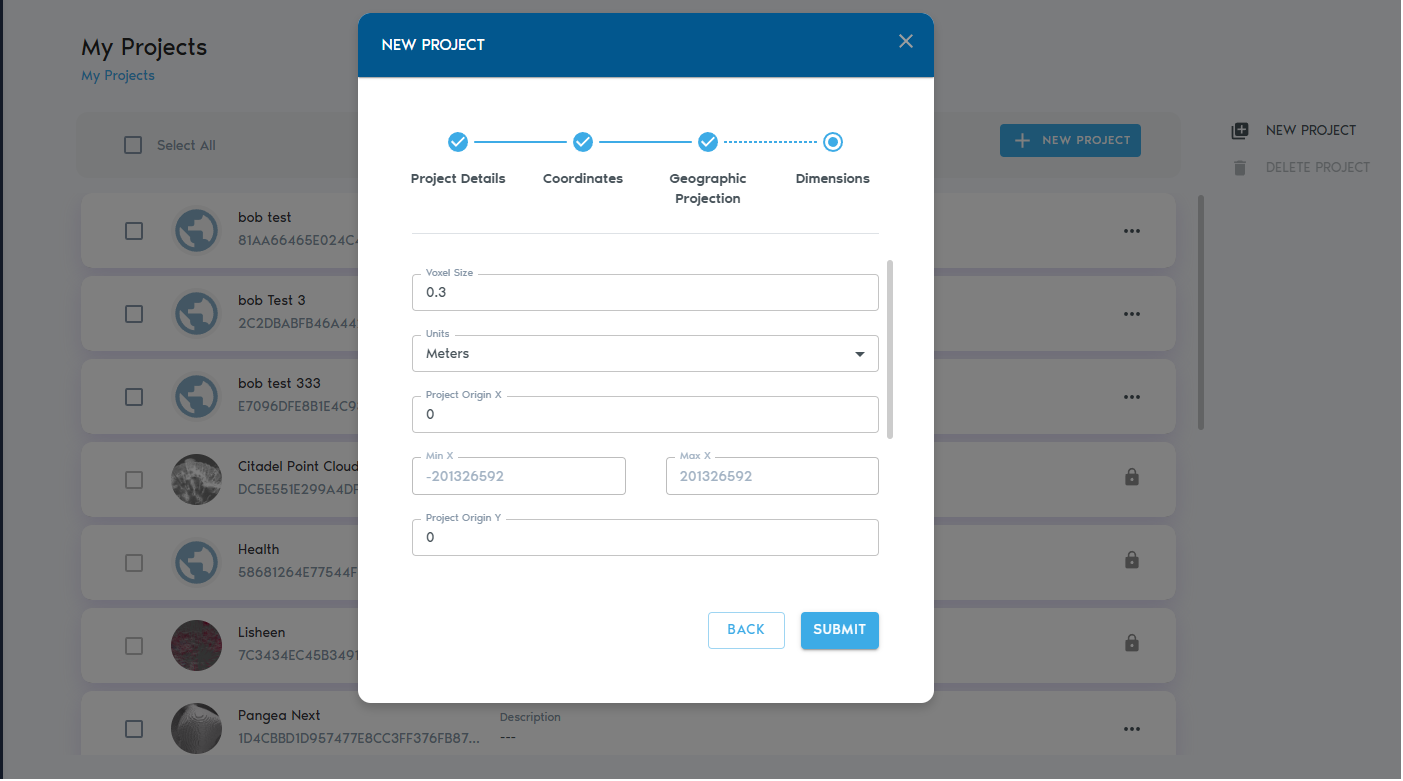 My Projects
My Projects
Select All
NEW PROJECT
NEW PROJECT
DELETE PROJECT
bob test
81AA66465E024C
bob Test 3
2C2DBABFB46A44
bob test 333
E7096DFE8B1E4C9
Citadel Point Cloud
DC5E551E299A4DF
Health
58681264E77544F
Lisheen
7C3434EC45B3491
Pangea Next
1D4CBBD1D957477E8CC3FF376FB87...
Description
---
NEW PROJECT
Project Details
Coordinates
Geographic
Projection
Dimensions
Voxel Size
0.3
Units
Meters
Project Origin X
0
Min X
-201326592
Max X
201326592
Project Origin Y
0
BACK
SUBMIT